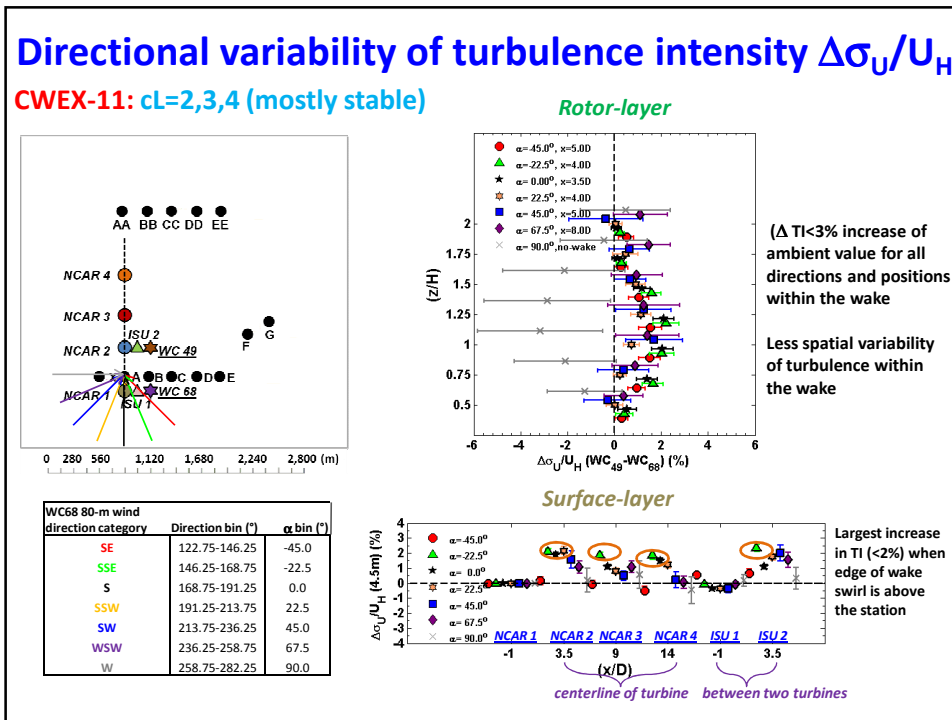 Directional variability of turbulence intensity ΔσU/UH
CWEX-11: cL=2,3,4 (mostly stable)
AA BB CC DD EE
NCAR 4
NCAR 3
ISU 2
NCAR 2
WC 49
F
G
A B C D E
NCAR 1
ISU 1
WC 68
0 280 560 1,120 1,680 2,240 2,800 (m)
WC68 80-m wind
direction category Direction bin (°) α bin (°)
SE 122.75-146.25 -45.0
SSE 146.25-168.75 -22.5
S 168.75-191.25 0.0
SSW 191.25-213.75 22.5
SW 213.75-236.25 45.0
WSW 236.25-258.75 67.5
W 258.75-282.25 90.0
Rotor-layer
α=-45.0°, x=5.0D
α=-22.5°, x=4.0D
α= 0.00°, x=3.5D
α= 22.5°, x=4.0D
α= 45.0°, x=5.0D
α= 67.5°, x=8.0D
α= 90.0°,no-wake
(z/H)
2
1.75
1.5
1.25
1
0.75
0.5
-6 -4 -2 0 2 4 6
ΔσU/UH (WC49-WC68) (%)
(Δ TI<3% increase of
ambient value for all
directions and positions
within the wake
Less spatial variability
of turbulence within
the wake
Surface-layer
ΔσU/UH (4.5m) (%)
4
3
2
1
0
-1
-2
-3
-4
α=-45.0°
α=-22.5°
α= 0.0°
α= 22.5°
α= 45.0°
α= 67.5°
α= 90.0°
NCAR 1 NCAR 2 NCAR 3 NCAR 4 ISU 1 ISU 2
-1 3.5 9 14 -1 3.5
(x/D)
centerline of turbine between two turbines
Largest increase
in TI (<2%) when
edge of wake
swirl is above
the station